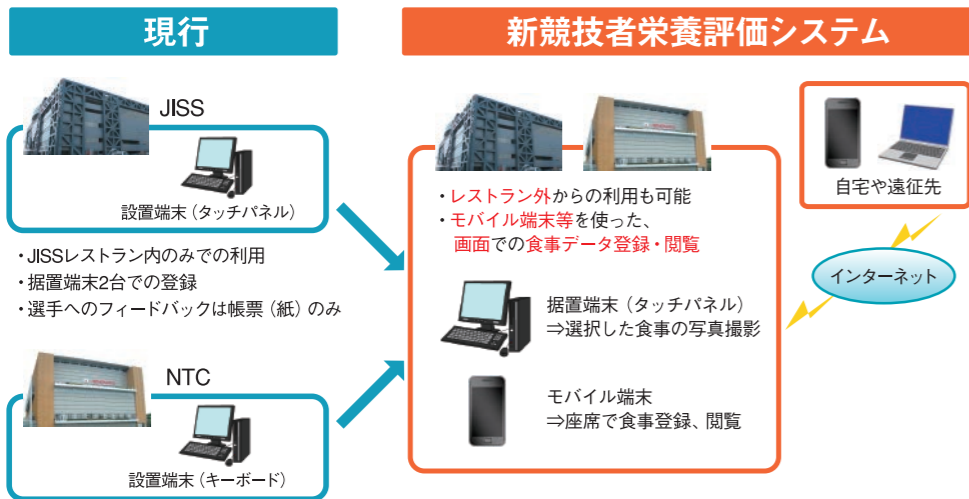 現行
JISS
設置端末（タッチパネル）
・JISSレストラン内のみでの利用
・据置端末2台での登録
・選手へのフィードバックは帳票（紙）のみ
NTC
設置端末（キーボード）
新競技者栄養評価システム
・レストラン外からの利用も可能
・モバイル端末等を使った、
画面での食事データ登録・閲覧
据置端末（タッチパネル）
⇒選択した食事の写真撮影
モバイル端末
⇒座席で食事登録、閲覧
自宅や遠征先
インターネット